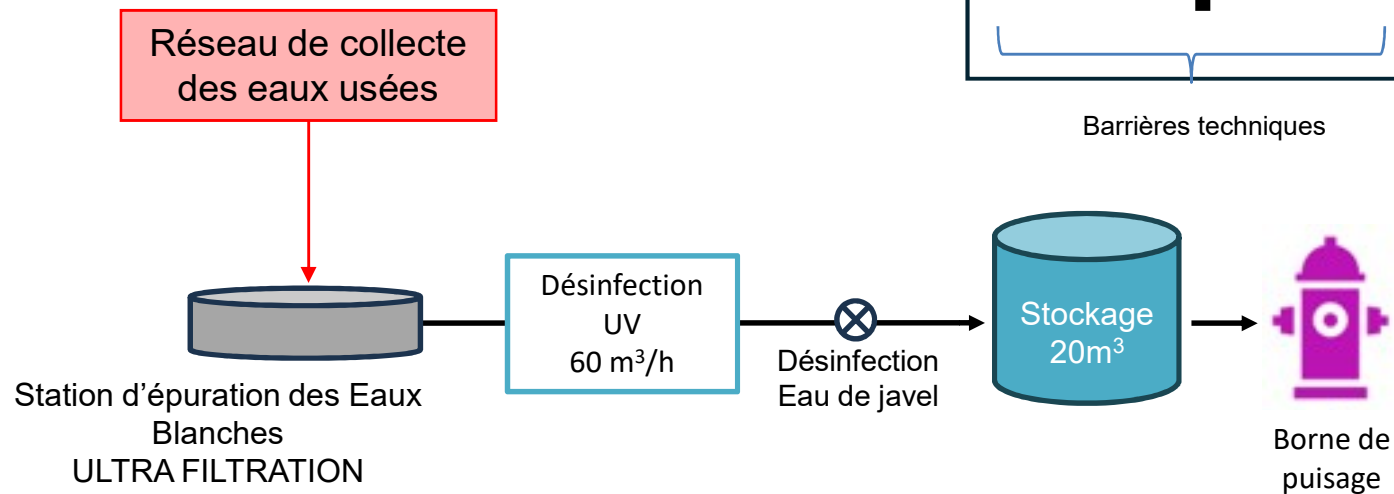 Réseau de collecte
des eaux usées
Barrières techniques
Désinfection
UV
60 m³/h
Désinfection
Eau de javel
Stockage
20m³
Station d’épuration des Eaux
Blanches
ULTRA FILTRATION
Borne de
puisage